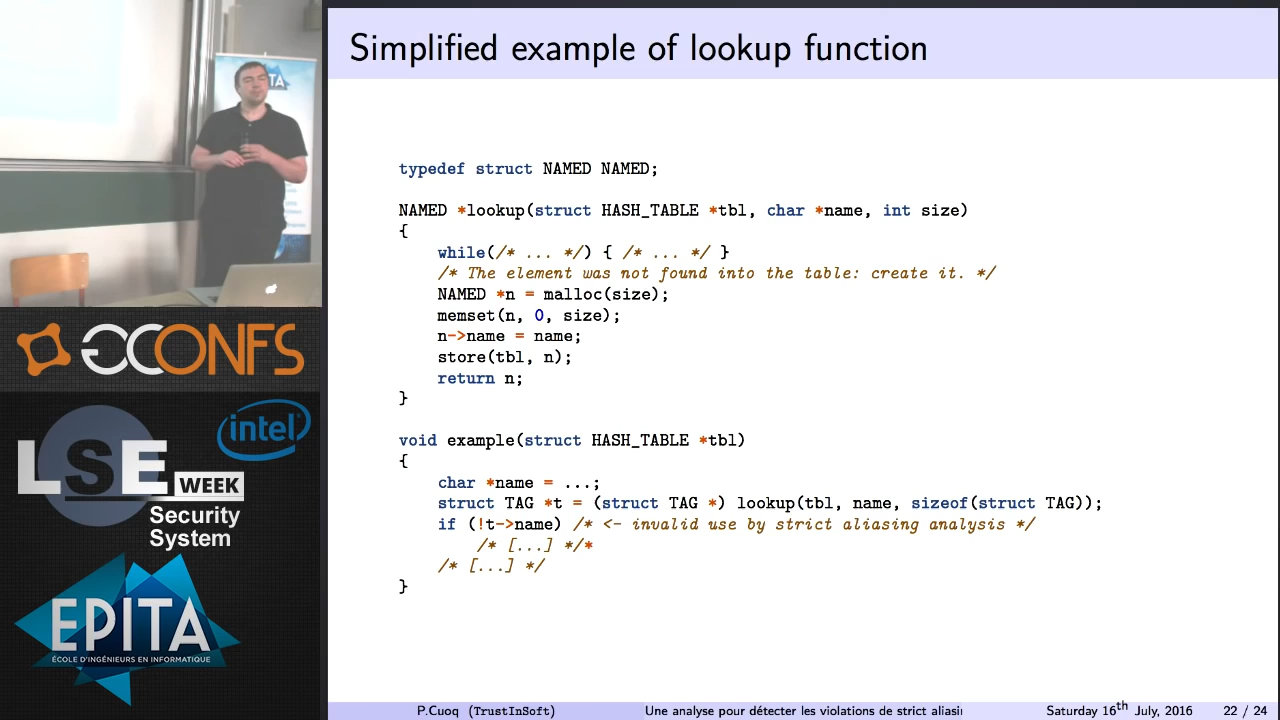 Simplified example of lookup function
typedef struct NAMED NAMED;
NAMED *lookup(struct HASH_TABLE *tbl, char *name, int size)
{
while(/* ... */) { /* ... */ }
/* The element was not found into the table: create it. */
NAMED *n = malloc(size);
memset(n, 0, size);
n->name = name;
store(tbl, n);
return n;
}
void example(struct HASH_TABLE *tbl)
{
char *name = ...;
struct TAG *t = (struct TAG *) lookup(tbl, name, sizeof(struct TAG));
if (!t->name) /* <- invalid use by strict aliasing analysis */
/* [...] */*
/* [...] */
}
P.Cuoq (TrustInSoft) Une analyse pour détecter les violations de strict aliasi Saturday 16th July, 2016 22 / 24
TA
GCONFS
intel
LSE
WEEK
Security
System
EPITA
ÉCOLE D'INGÉNIEURS EN INFORMATIQUE